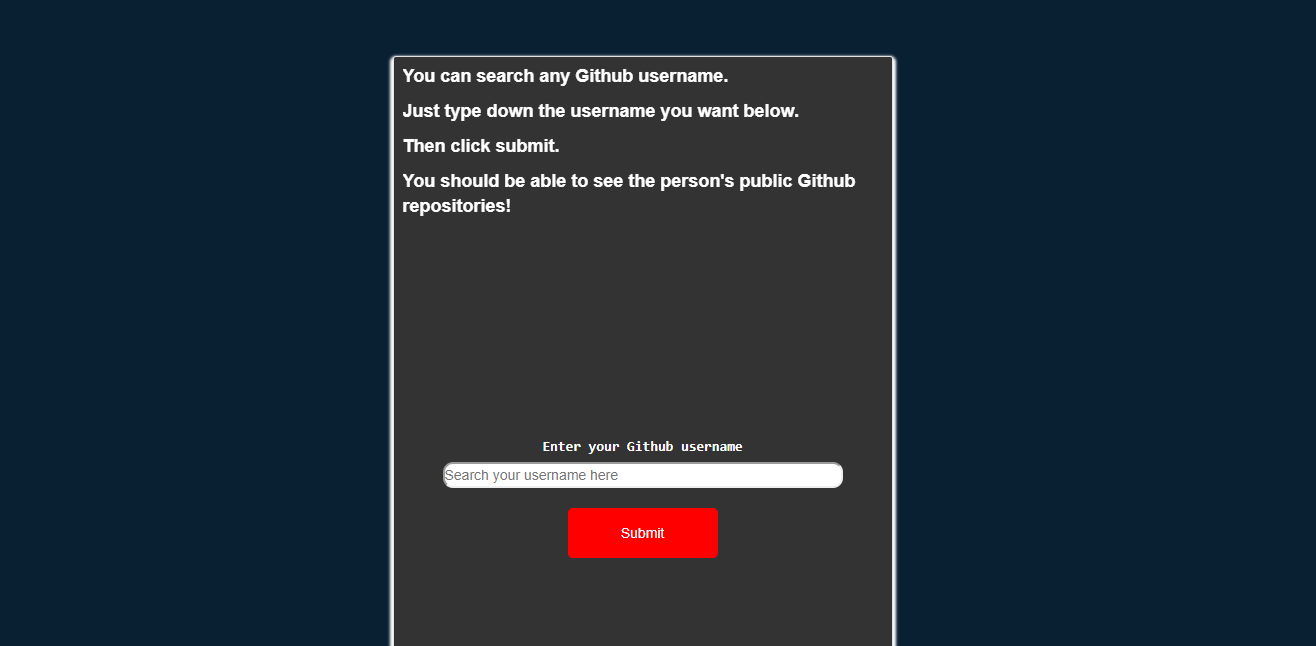 You can search any Github username.
Just type down the username you want below.
Then click submit.
You should be able to see the person's public Github
repositories!
Enter your Github username
Search your username here
Submit